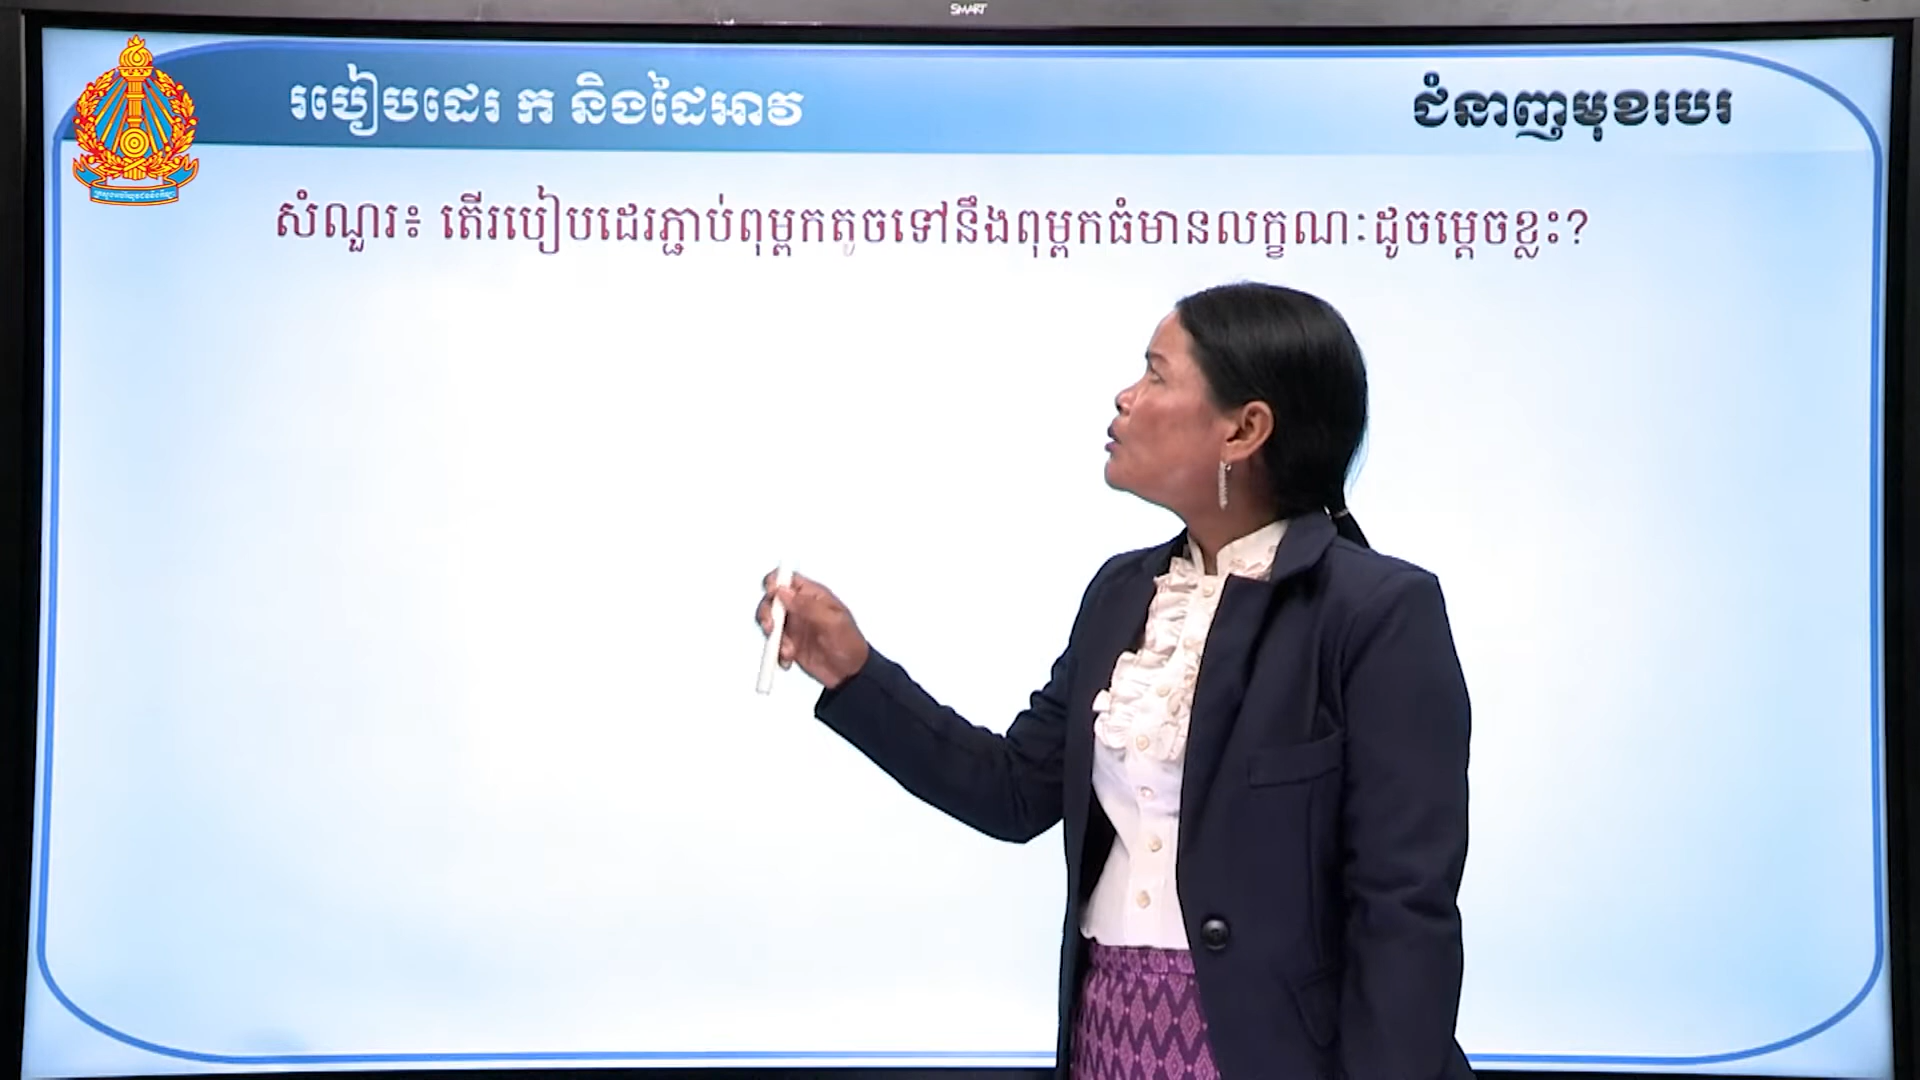 SMART
របៀបដេរ ក និងដៃអាវ
ជំនាញមុខរបរ
សំណួរ៖ តើរបៀបដេរភ្ជាប់ពុម្ពកតូចទៅនឹងពុម្ពកធំមានលក្ខណៈដូចម្ដេចខ្លះ?